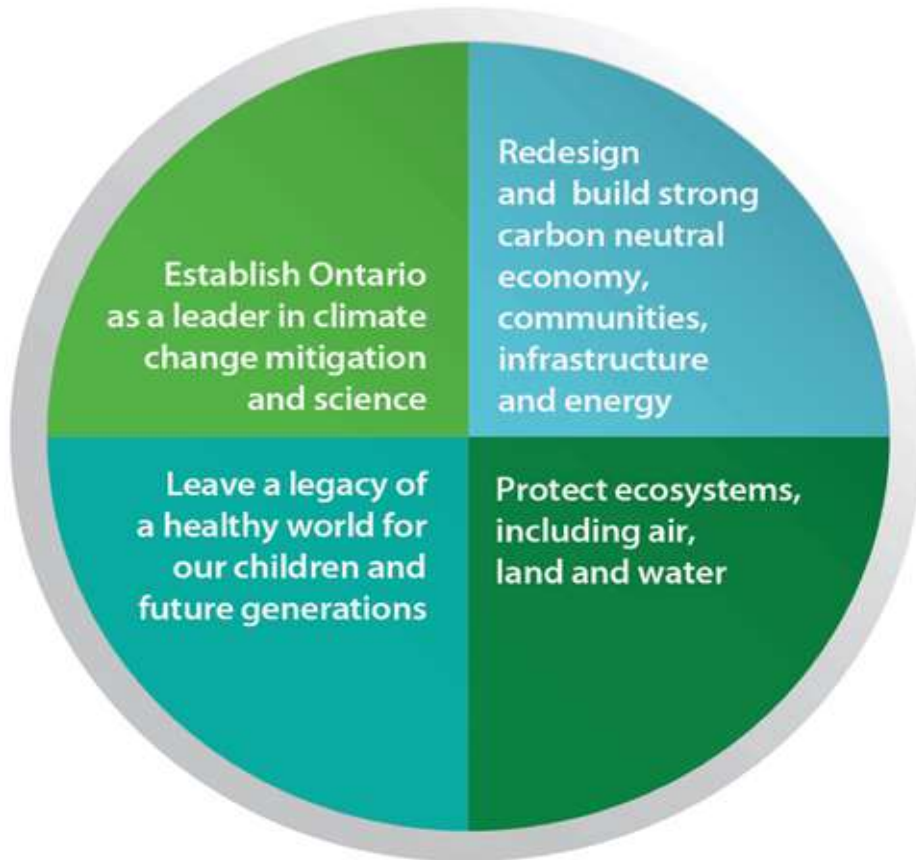 Establish Ontario
as a leader in climate
change mitigation
and science
Redesign
and build strong
carbon neutral
economy,
communities,
infrastructure
and energy
Leave a legacy of
a healthy world for
our children and
future generations
Protect ecosystems,
including air,
land and water